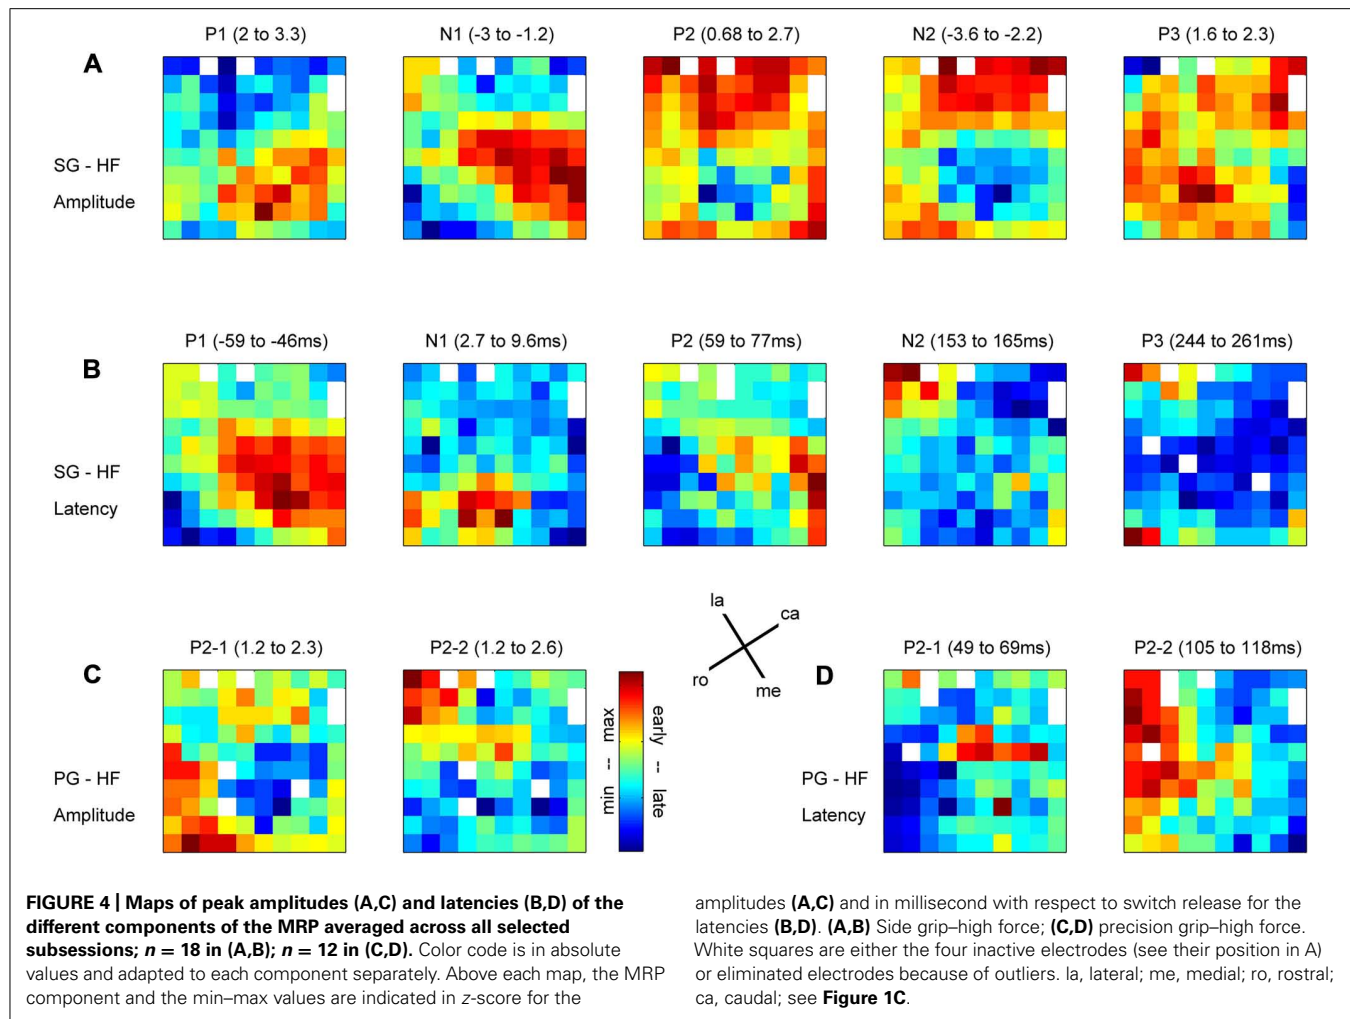 P1 (2 to 3.3) N1 (-3 to -1.2) P2 (0.68 to 2.7) N2 (-3.6 to -2.2) P3 (1.6 to 2.3)
A
SG - HF
Amplitude
P1 (-59 to -46ms) N1 (2.7 to 9.6ms) P2 (59 to 77ms) N2 (153 to 165ms) P3 (244 to 261ms)
B
SG - HF
Latency
P2-1 (1.2 to 2.3) P2-2 (1.2 to 2.6)
C
PG - HF
Amplitude
min -- max
early -- late
la
ca
ro
me
P2-1 (49 to 69ms) P2-2 (105 to 118ms)
D
PG - HF
Latency
FIGURE 4 | Maps of peak amplitudes (A,C) and latencies (B,D) of the
different components of the MRP averaged across all selected
subsessions; n = 18 in (A,B); n = 12 in (C,D). Color code is in absolute
values and adapted to each component separately. Above each map, the MRP
component and the min–max values are indicated in z-score for the
amplitudes (A,C) and in millisecond with respect to switch release for the
latencies (B,D). (A,B) Side grip–high force; (C,D) precision grip–high force.
White squares are either the four inactive electrodes (see their position in A)
or eliminated electrodes because of outliers. la, lateral; me, medial; ro, rostral;
ca, caudal; see Figure 1C.